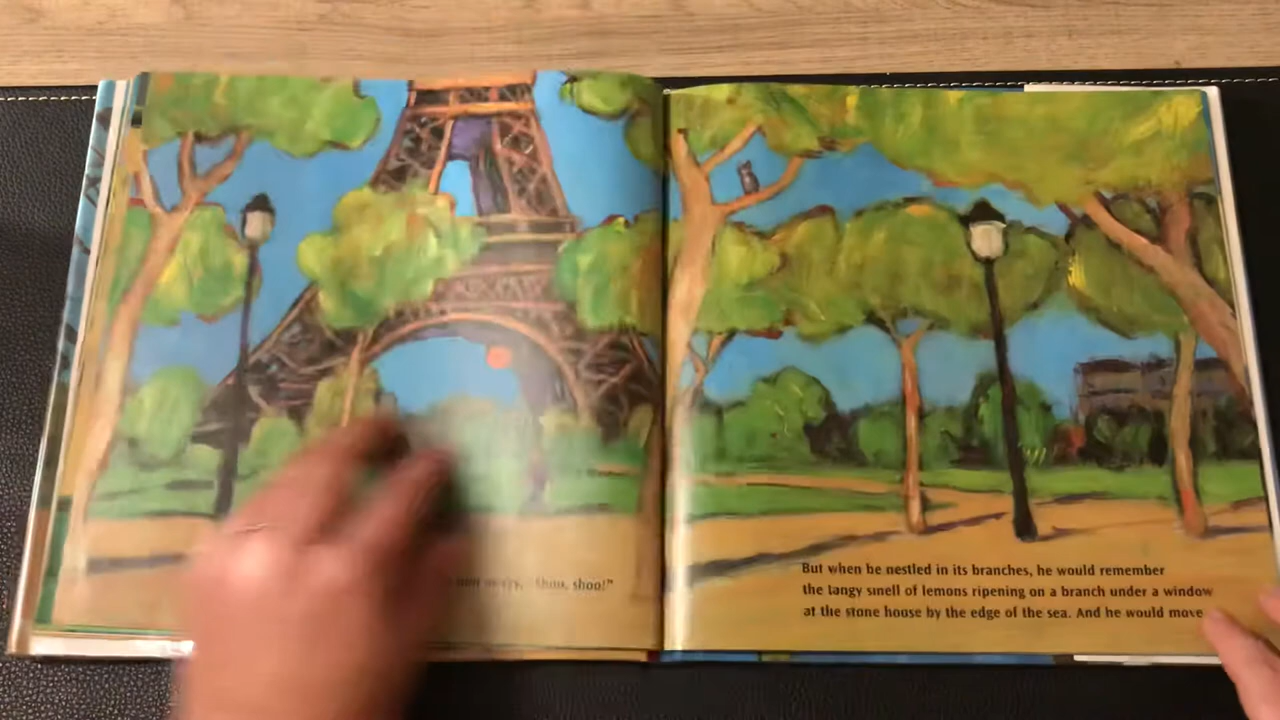 "Shoo, shoo!"
But when be nestled in its branches, he would remember
the tangy smell of lemons ripening on a branch under a window
at the stone house by the edge of the sea. And he would move